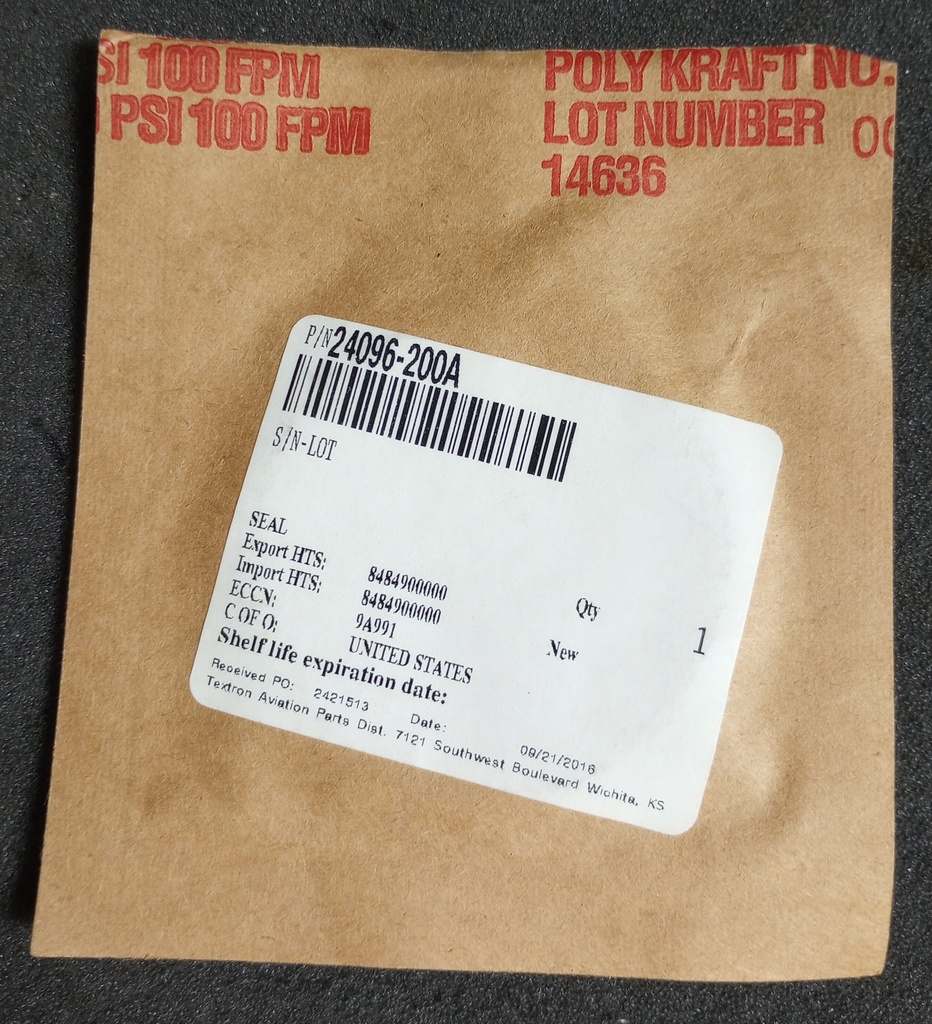 SI 100 FPM
PSI 100 FPM
POLY KRAFT NO.
LOT NUMBER
14636
P/N 24096-200A
S/N-LOT
SEAL
Export HTS: 8484900000
Import HTS: 8484900000 Qty
ECCN: 9A991
C OF O: UNITED STATES New 1
Shelf life expiration date:
Received PO: 2421513 Date: 09/21/2016
Textron Aviation Parts Dist. 7121 Southwest Boulevard Wichita, KS